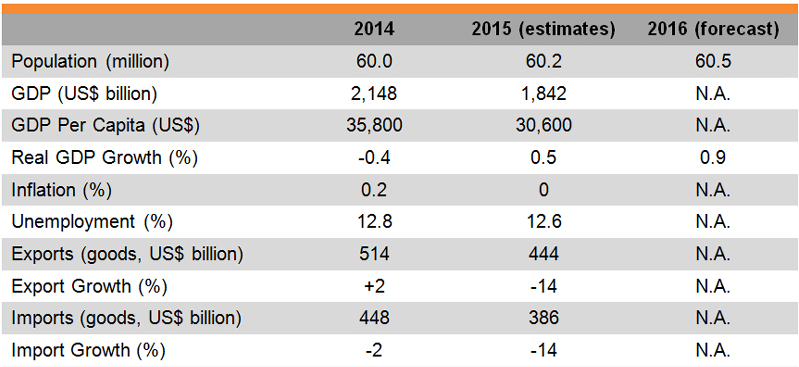 2014 2015 (estimates) 2016 (forecast)
Population (million) 60.0 60.2 60.5
GDP (US$ billion) 2,148 1,842 N.A.
GDP Per Capita (US$) 35,800 30,600 N.A.
Real GDP Growth (%) -0.4 0.5 0.9
Inflation (%) 0.2 0 N.A.
Unemployment (%) 12.8 12.6 N.A.
Exports (goods, US$ billion) 514 444 N.A.
Export Growth (%) +2 -14 N.A.
Imports (goods, US$ billion) 448 386 N.A.
Import Growth (%) -2 -14 N.A.